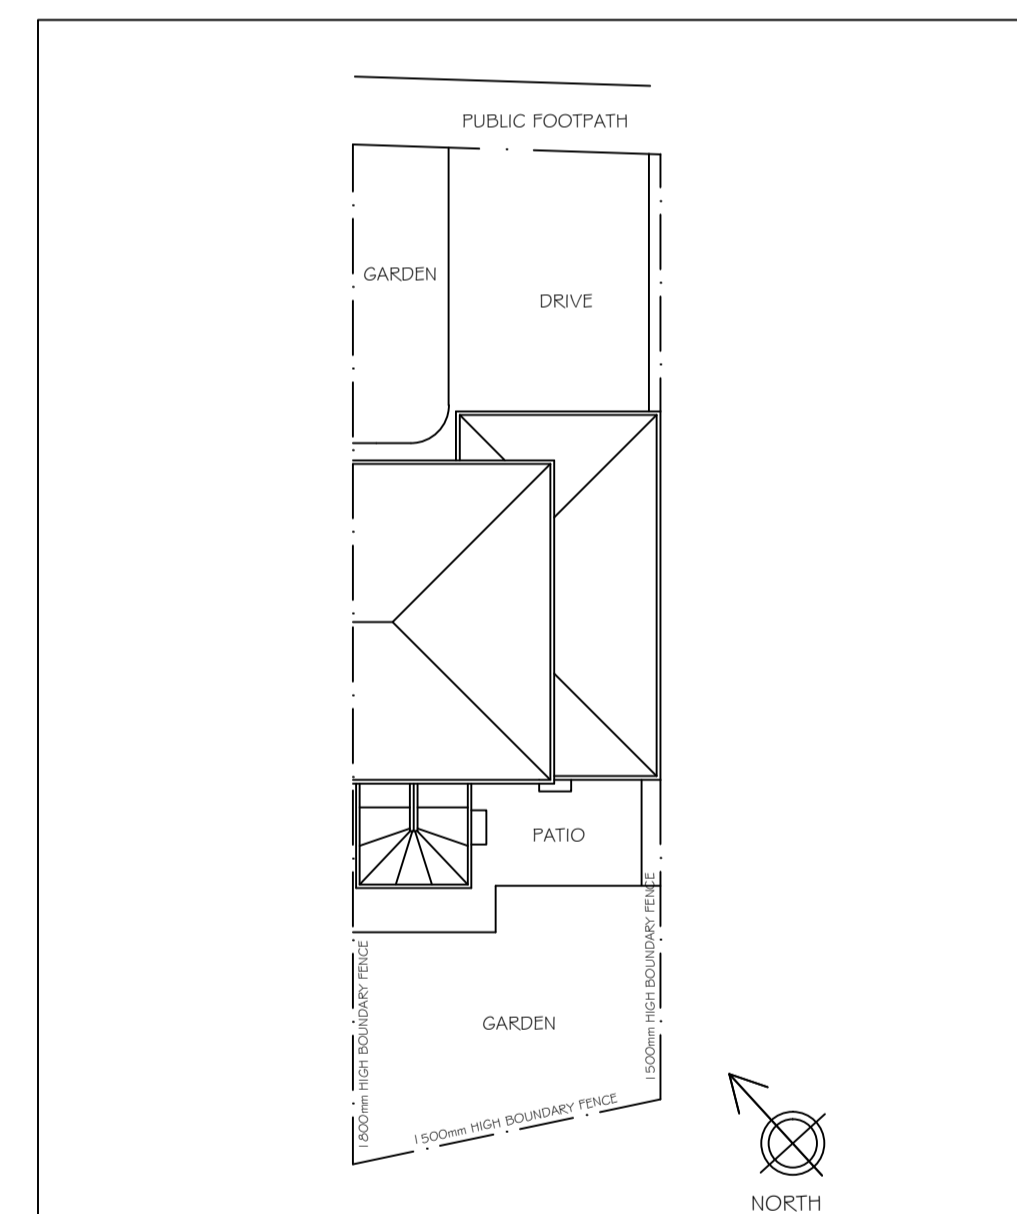 PUBLIC FOOTPATH
GARDEN
DRIVE
PATIO
1800mm HIGH BOUNDARY FENCE
1500mm HIGH BOUNDARY FENCE
GARDEN
1500mm HIGH BOUNDARY FENCE
NORTH